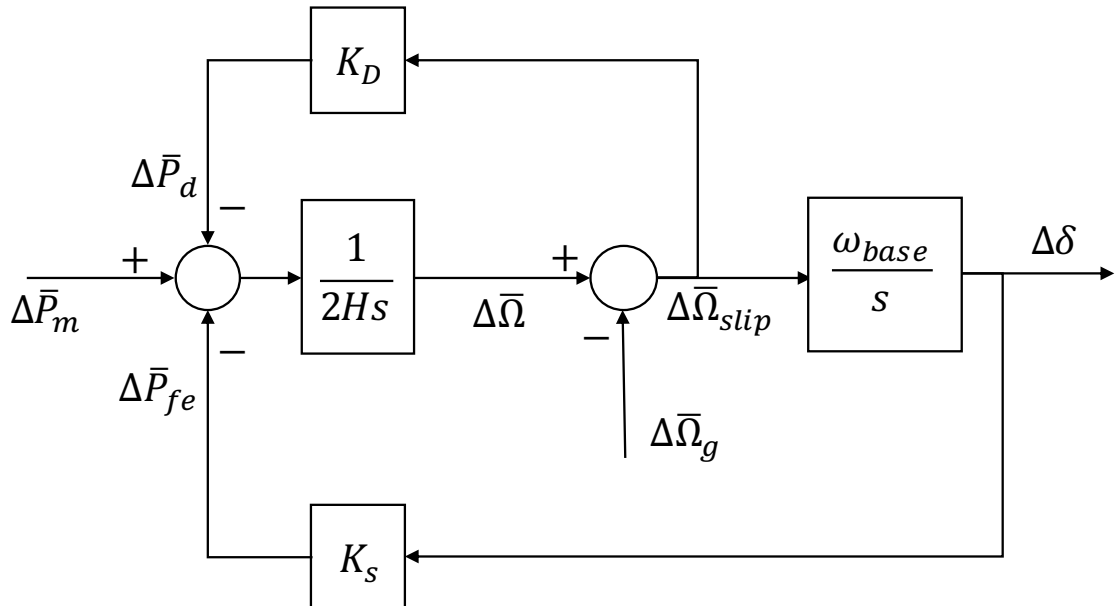 K_D
ΔP̅_d
−
+
ΔP̅_m
1
2Hs
ΔΩ̅
+
−
ΔΩ̅_slip
ω_base
s
Δδ
−
ΔP̅_fe
ΔΩ̅_g
K_s